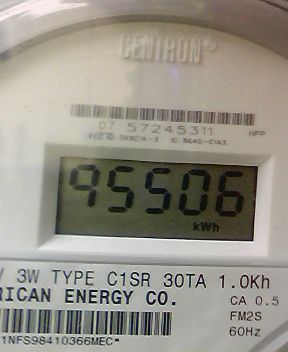 CENTRON®
07 57245311
95506
kWh
V 3W TYPE C1SR 30TA 1.0Kh
RICAN ENERGY CO.
CA 0.5
FM2S
60Hz
1NFS98410366MEC*